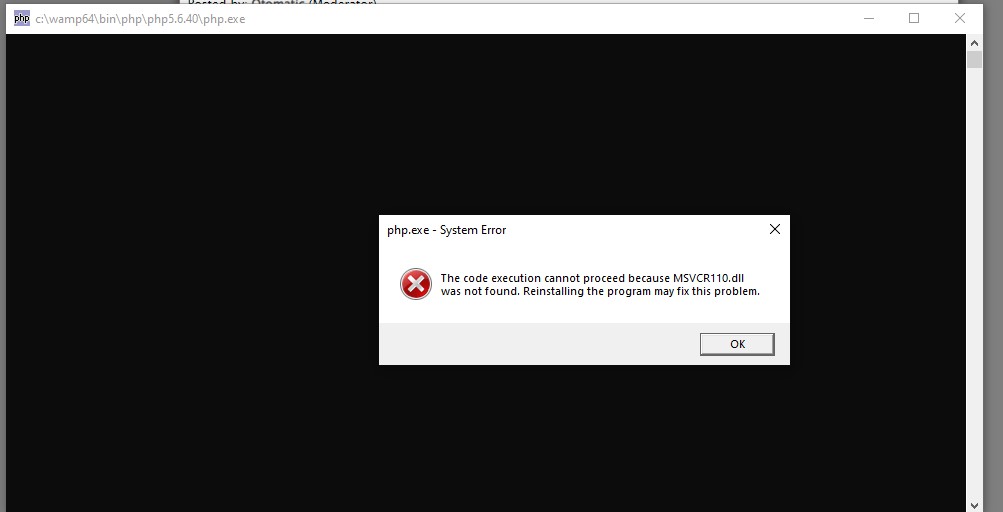 Posted by: Otomatic (Moderator)
php c:\wamp64\bin\php\php5.6.40\php.exe
php.exe - System Error
The code execution cannot proceed because MSVCR110.dll
was not found. Reinstalling the program may fix this problem.
OK